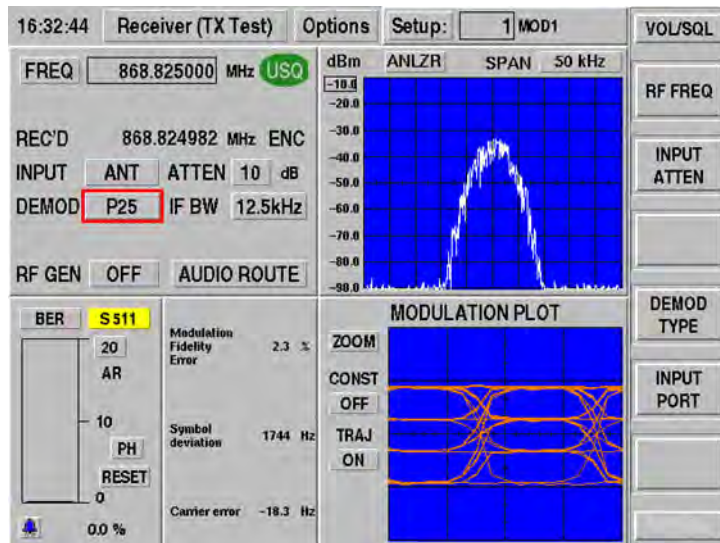 16:32:44 Receiver (TX Test) Options Setup: 1 MOD1
FREQ 868.825000 MHz USQ
REC'D 868.824982 MHz ENC
INPUT ANT ATTEN 10 dB
DEMOD P25 IF BW 12.5kHz
RF GEN OFF AUDIO ROUTE
dBm ANLZR SPAN 50 kHz
-10.0
-20.0
-30.0
-40.0
-50.0
-60.0
-70.0
-80.0
-90.0
BER S511
20
AR
10
PH
RESET
0
0.0 %
Modulation
Fidelity 2.3 %
Error
Symbol 1744 Hz
deviation
Carrier error -18.3 Hz
MODULATION PLOT
ZOOM
CONST
OFF
TRAJ
ON
VOL/SQL
RF FREQ
INPUT
ATTEN
DEMOD
TYPE
INPUT
PORT